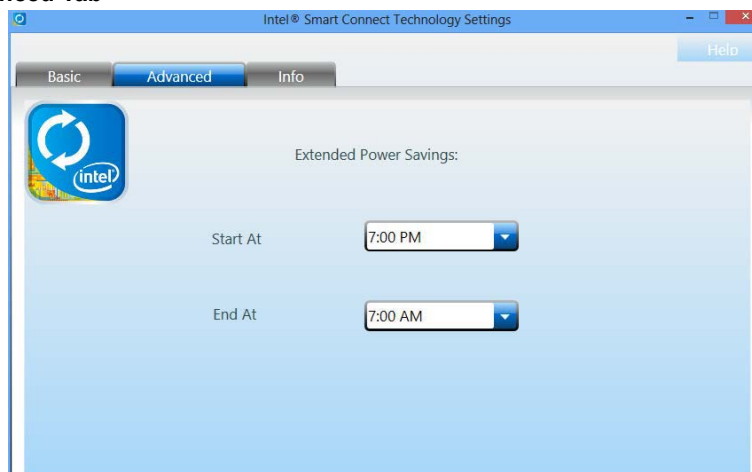 Intel® Smart Connect Technology Settings
Help
Basic Advanced Info
intel
Extended Power Savings:
Start At 7:00 PM
End At 7:00 AM